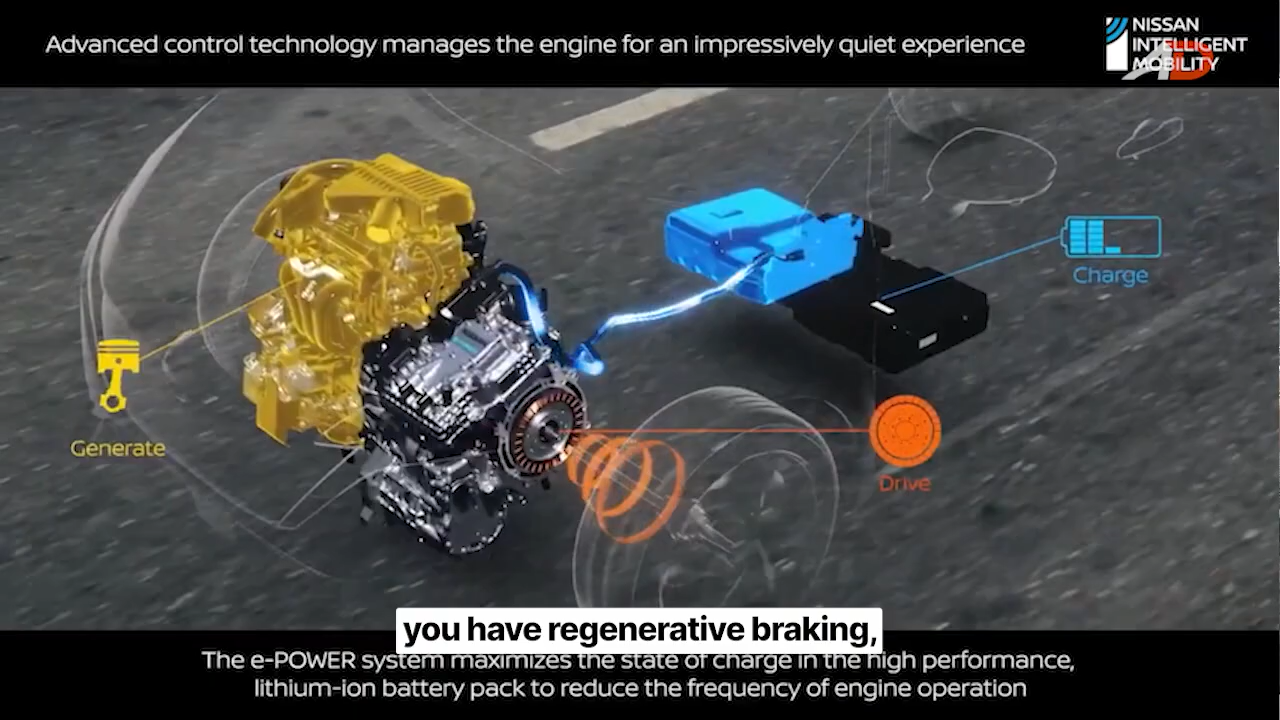 Advanced control technology manages the engine for an impressively quiet experience
NISSAN
INTELLIGENT
MOBILITY
AD
Charge
Generate
Drive
you have regenerative braking,
The e-POWER system maximizes the state of charge in the high performance,
lithium-ion battery pack to reduce the frequency of engine operation